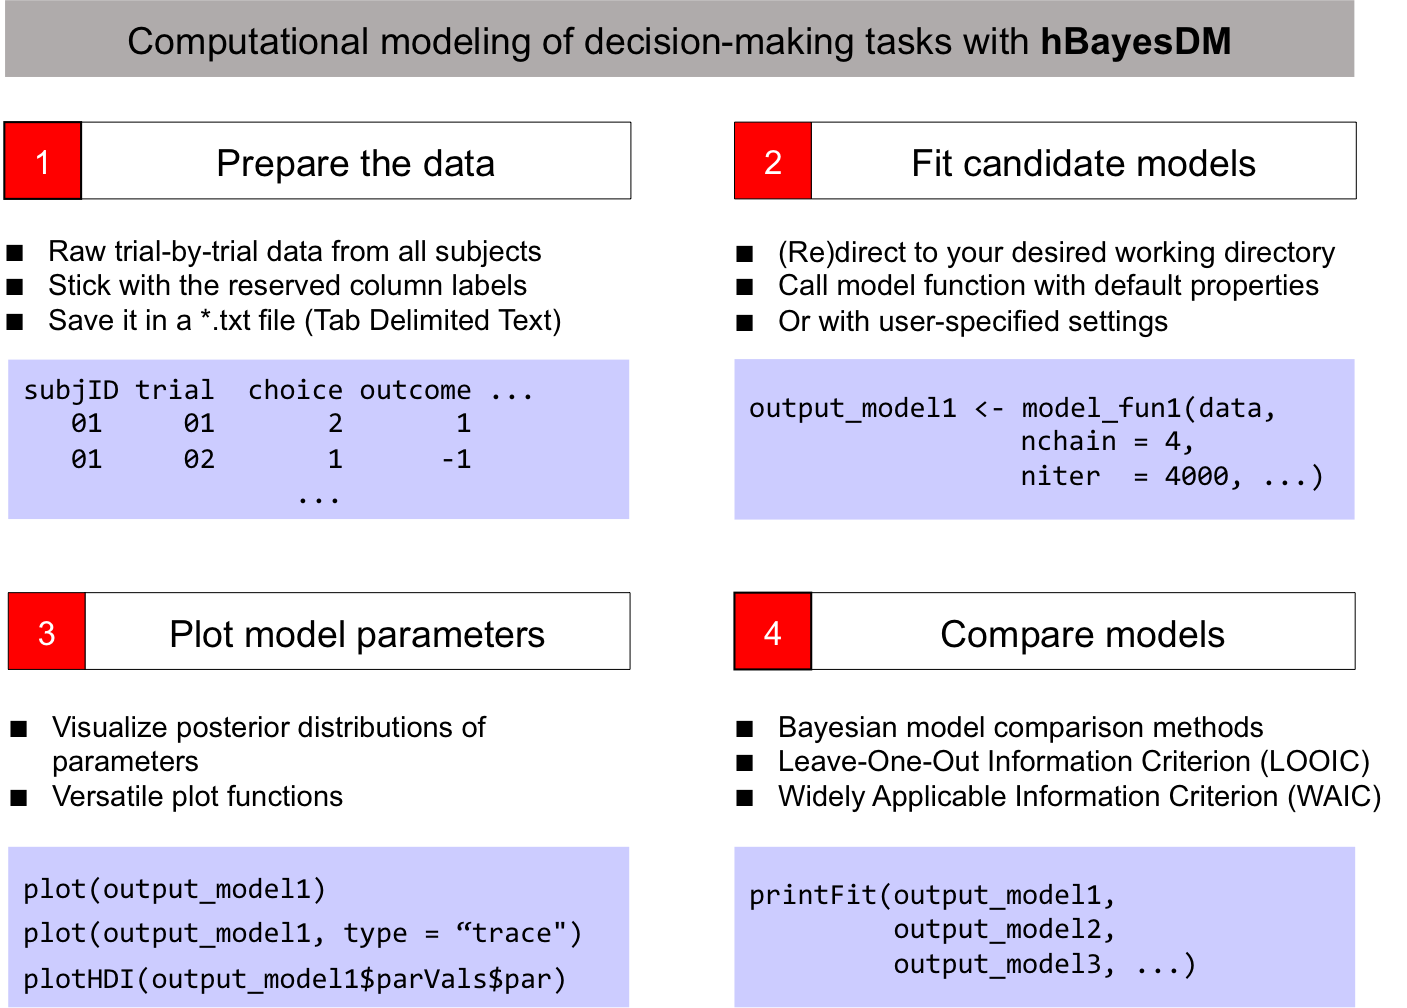 Computational modeling of decision-making tasks with hBayesDM
1
Prepare the data
■ Raw trial-by-trial data from all subjects
■ Stick with the reserved column labels
■ Save it in a *.txt file (Tab Delimited Text)
subjID trial  choice outcome ...
01 01 2 1
01 02 1 -1
...
2
Fit candidate models
■ (Re)direct to your desired working directory
■ Call model function with default properties
■ Or with user-specified settings
output_model1 <- model_fun1(data,
nchain = 4,
niter  = 4000, ...)
3
Plot model parameters
■ Visualize posterior distributions of
parameters
■ Versatile plot functions
plot(output_model1)
plot(output_model1, type = “trace")
plotHDI(output_model1$parVals$par)
4
Compare models
■ Bayesian model comparison methods
■ Leave-One-Out Information Criterion (LOOIC)
■ Widely Applicable Information Criterion (WAIC)
printFit(output_model1,
output_model2,
output_model3, ...)